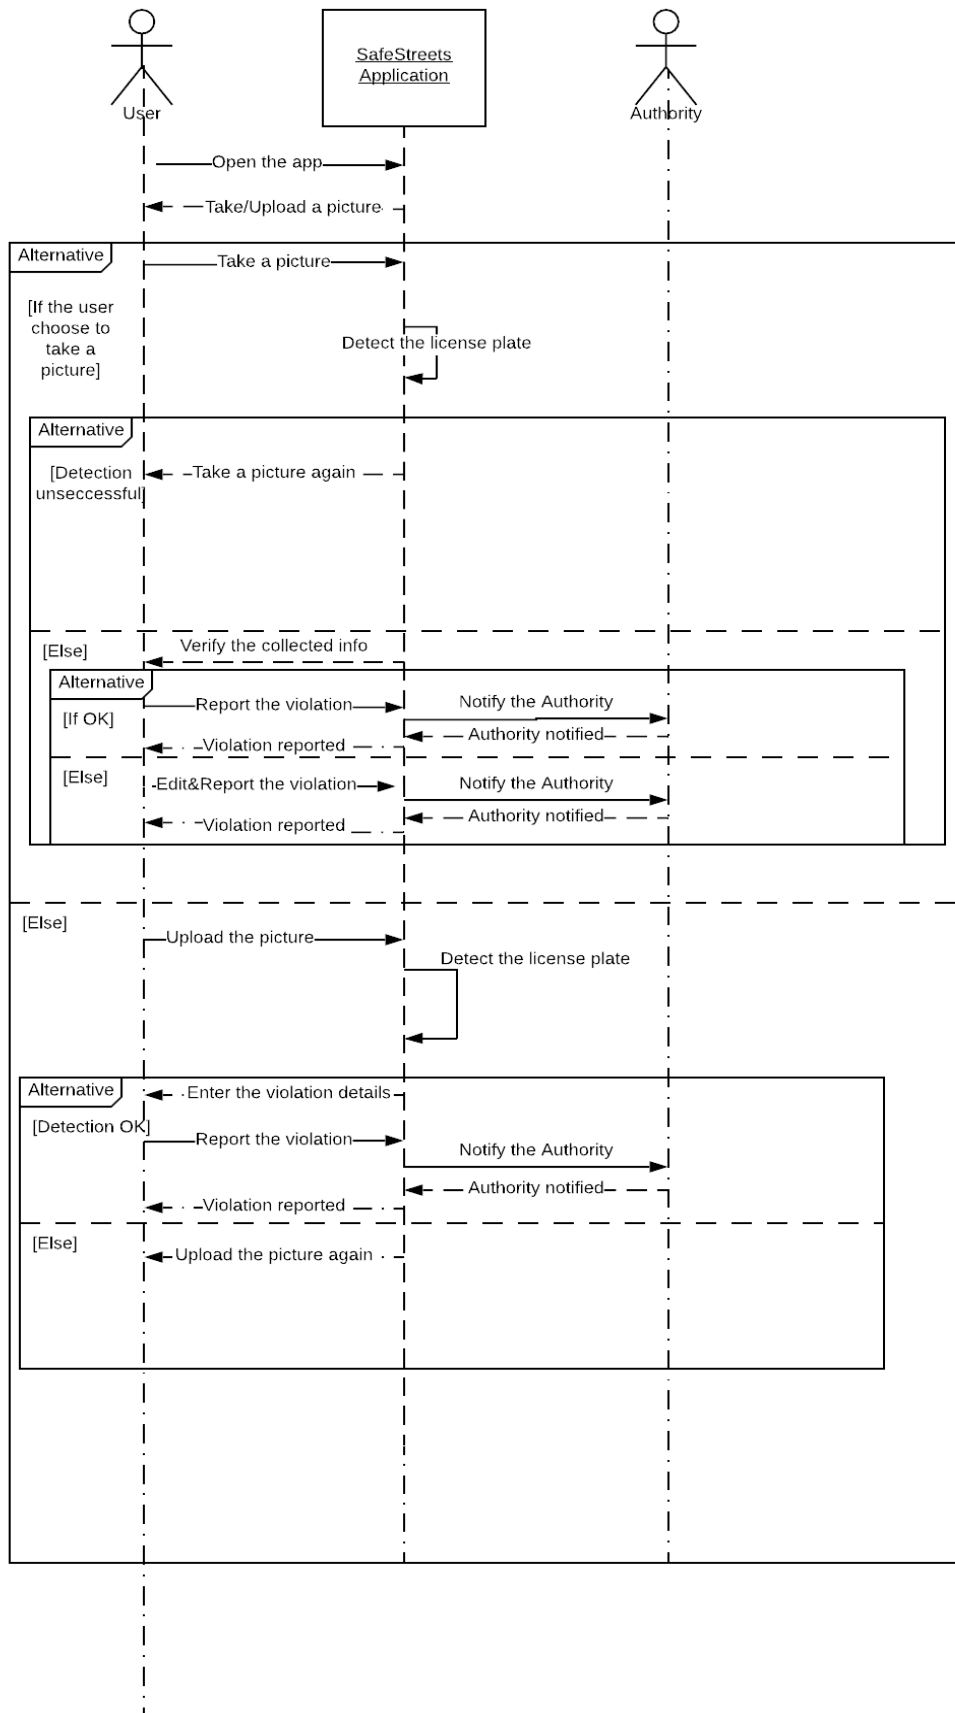 SafeStreets
Application
User
Authority
Open the app
Take/Upload a picture
Alternative
Take a picture
[If the user
choose to
take a
picture]
Detect the license plate
Alternative
[Detection
unseccessful]
Take a picture again
Verify the collected info
[Else]
Alternative
Report the violation
Notify the Authority
[If OK]
Authority notified
Violation reported
[Else]
Edit&Report the violation
Notify the Authority
Authority notified
Violation reported
[Else]
Upload the picture
Detect the license plate
Alternative
Enter the violation details
[Detection OK]
Report the violation
Notify the Authority
Authority notified
Violation reported
[Else]
Upload the picture again